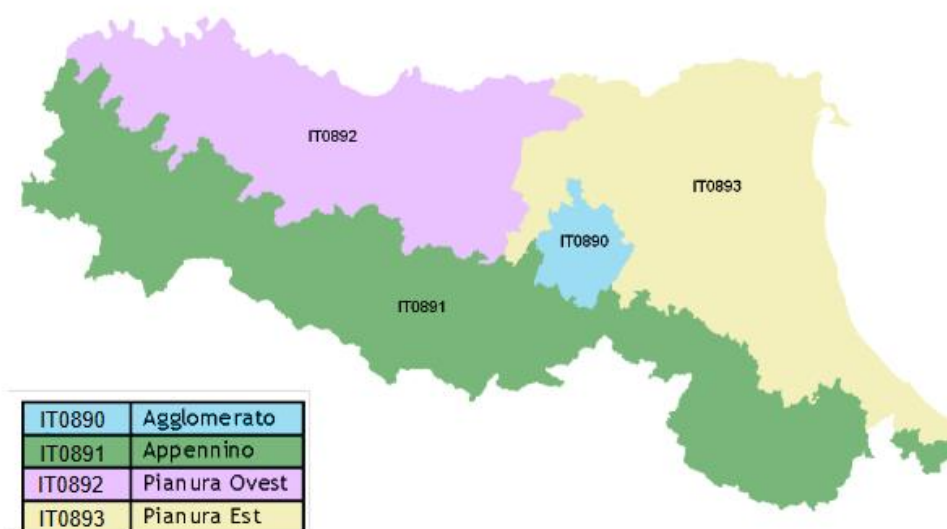 IT0892
IT0893
IT0890
IT0891
IT0890 Agglomerato
IT0891 Appennino
IT0892 Pianura Ovest
IT0893 Pianura Est